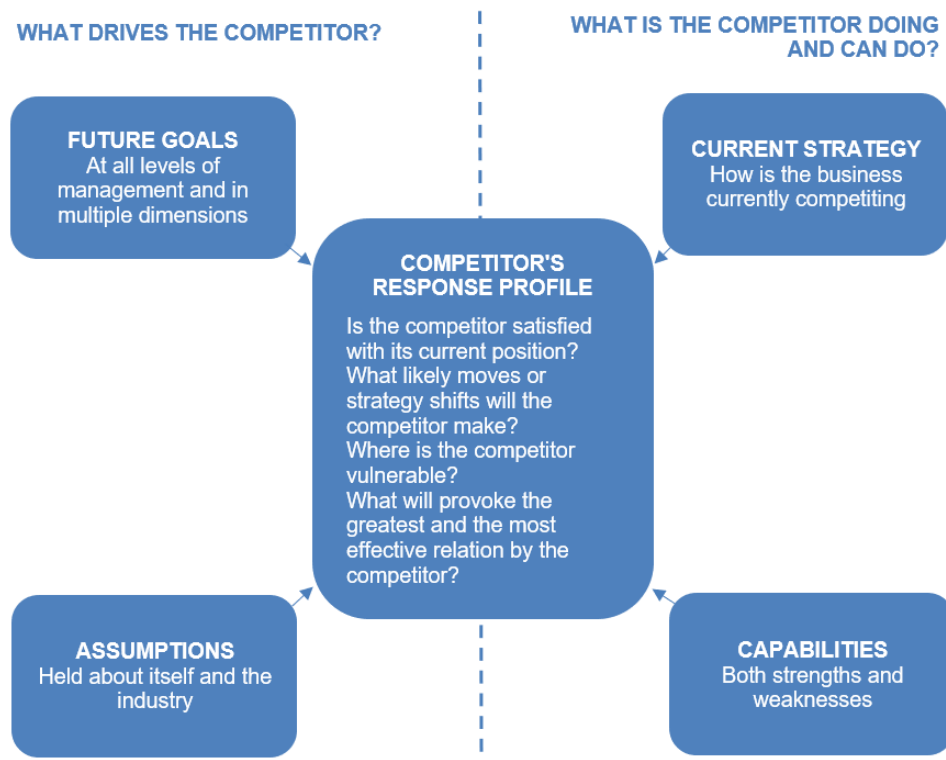 WHAT DRIVES THE COMPETITOR?
WHAT IS THE COMPETITOR DOING
AND CAN DO?
FUTURE GOALS
At all levels of
management and in
multiple dimensions
CURRENT STRATEGY
How is the business
currently competiting
COMPETITOR'S
RESPONSE PROFILE
Is the competitor satisfied
with its current position?
What likely moves or
strategy shifts will the
competitor make?
Where is the competitor
vulnerable?
What will provoke the
greatest and the most
effective relation by the
competitor?
ASSUMPTIONS
Held about itself and the
industry
CAPABILITIES
Both strengths and
weaknesses